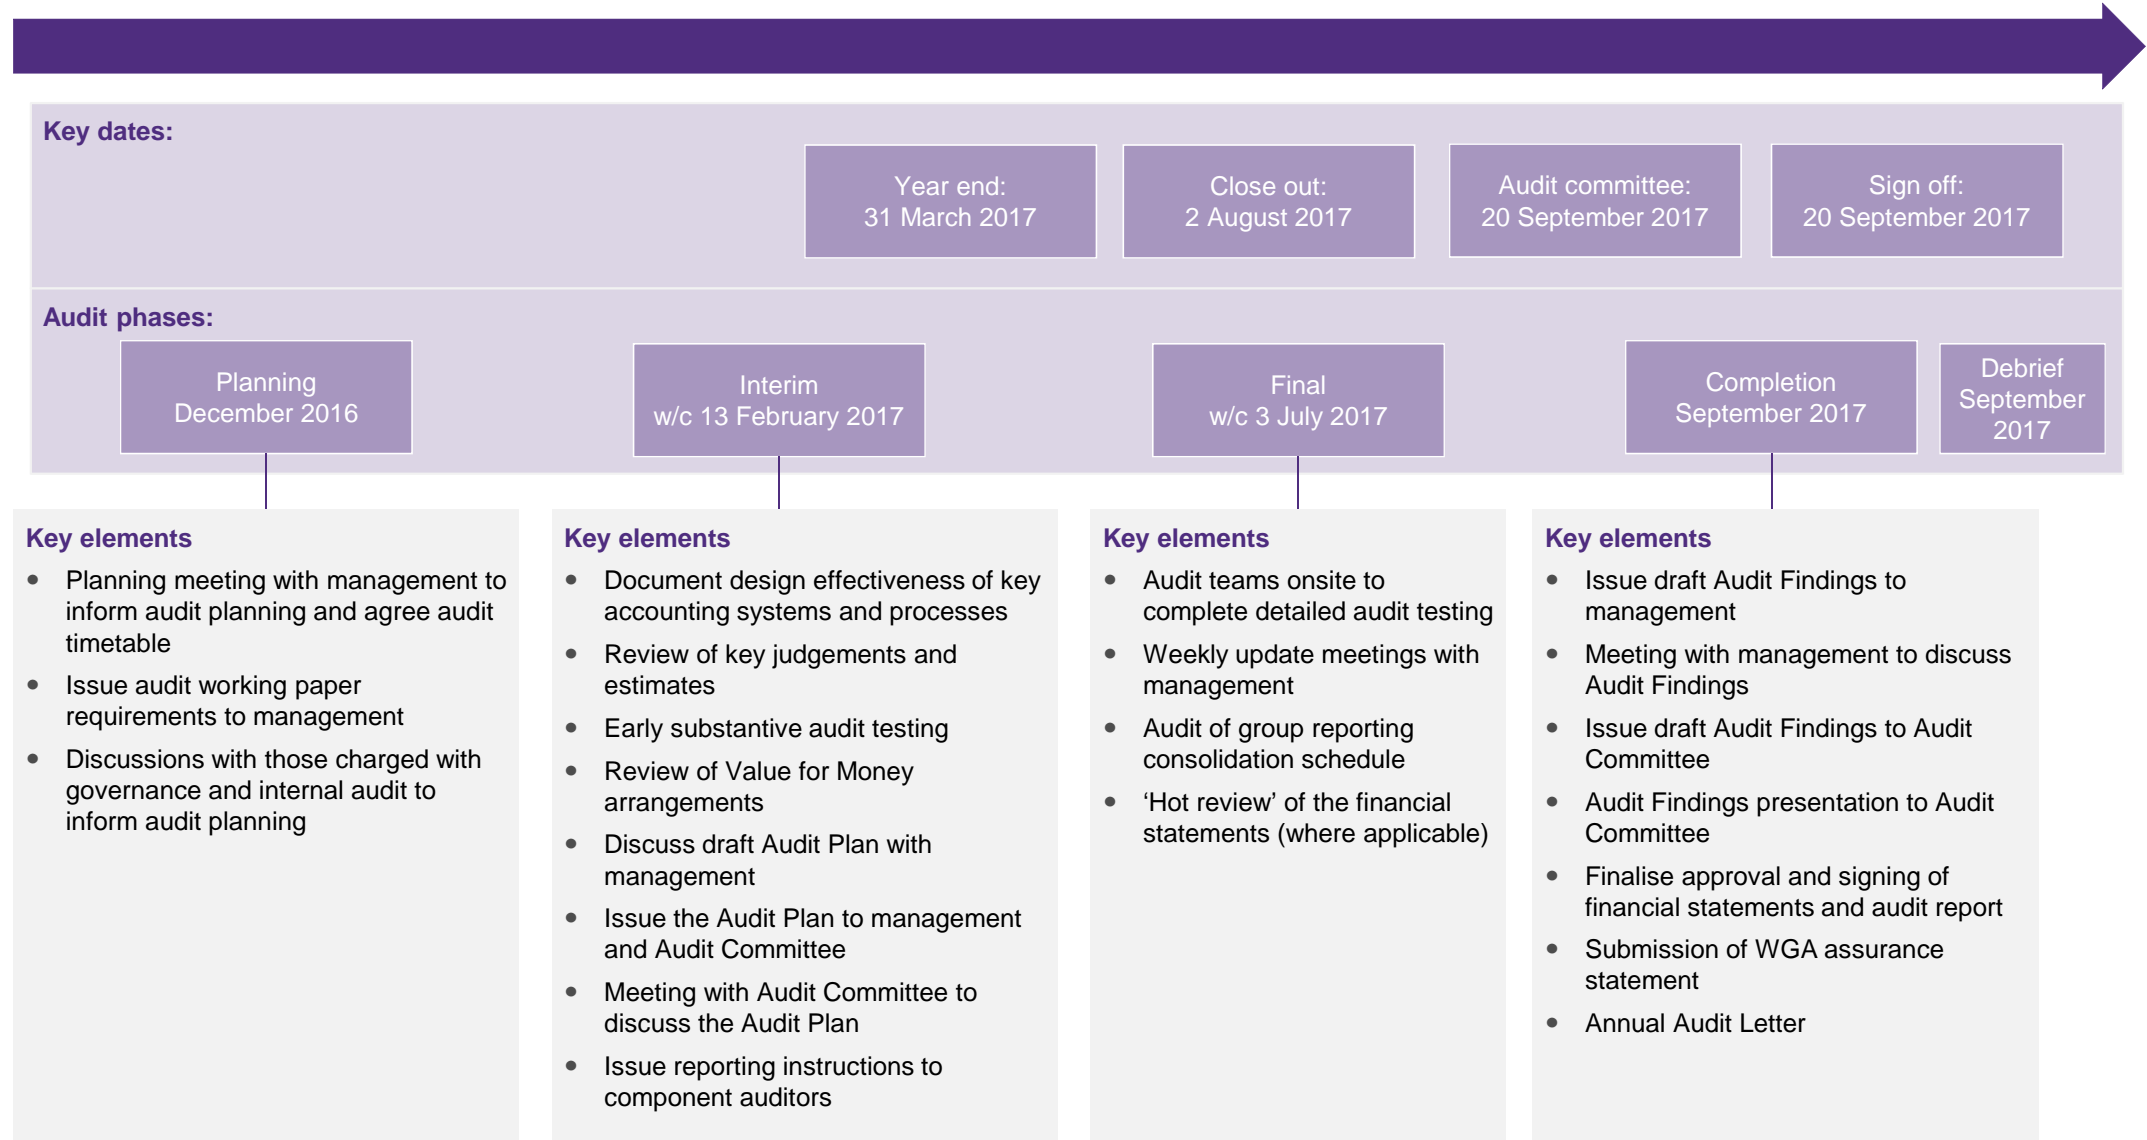 Key dates:
Year end:
31 March 2017
Close out:
2 August 2017
Audit committee:
20 September 2017
Sign off:
20 September 2017
Audit phases:
Planning
December 2016
Interim
w/c 13 February 2017
Final
w/c 3 July 2017
Completion
September 2017
Debrief
September
2017
Key elements
• Planning meeting with management to
inform audit planning and agree audit
timetable
• Issue audit working paper
requirements to management
• Discussions with those charged with
governance and internal audit to
inform audit planning
Key elements
• Document design effectiveness of key
accounting systems and processes
• Review of key judgements and
estimates
• Early substantive audit testing
• Review of Value for Money
arrangements
• Discuss draft Audit Plan with
management
• Issue the Audit Plan to management
and Audit Committee
• Meeting with Audit Committee to
discuss the Audit Plan
• Issue reporting instructions to
component auditors
Key elements
• Audit teams onsite to
complete detailed audit testing
• Weekly update meetings with
management
• Audit of group reporting
consolidation schedule
• ‘Hot review’ of the financial
statements (where applicable)
Key elements
• Issue draft Audit Findings to
management
• Meeting with management to discuss
Audit Findings
• Issue draft Audit Findings to Audit
Committee
• Audit Findings presentation to Audit
Committee
• Finalise approval and signing of
financial statements and audit report
• Submission of WGA assurance
statement
• Annual Audit Letter